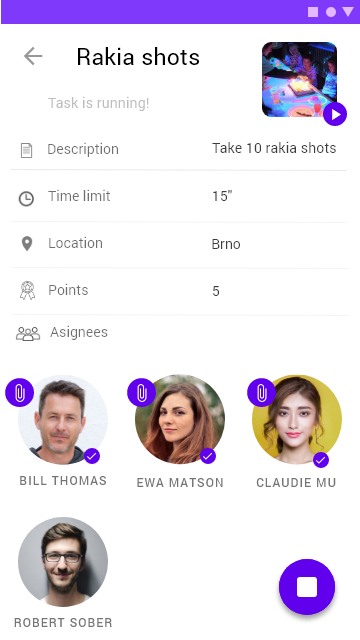 Rakia shots
Task is running!
Description Take 10 rakia shots
Time limit 15"
Location Brno
Points 5
Asignees
BILL THOMAS EWA MATSON CLAUDIE MU
ROBERT SOBER